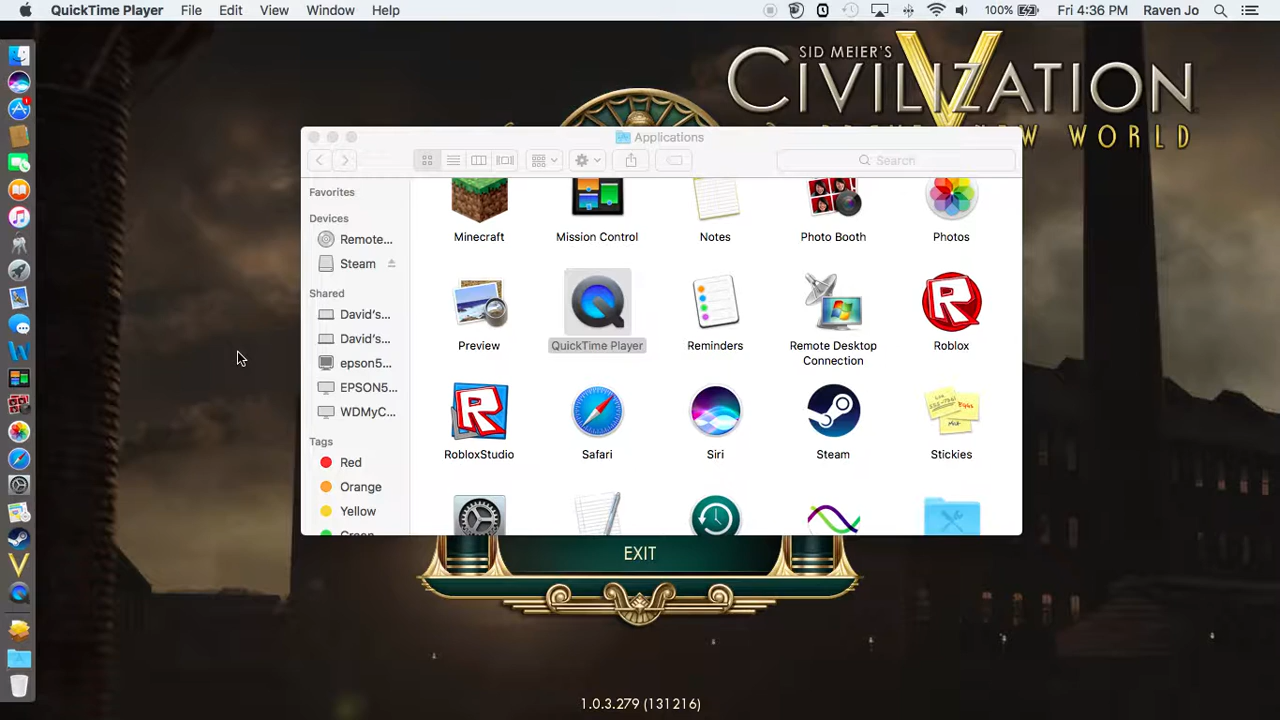 QuickTime Player File Edit View Window Help 100% Fri 4:36 PM Raven Jo
SID MEIER'S
CIVILIZATION V
NEW WORLD
Applications
Search
Favorites
Devices
Remote...
Steam
Shared
David's...
David's...
epson5...
EPSON5...
WDMyC...
Tags
Red
Orange
Yellow
Green
Minecraft Mission Control Notes Photo Booth Photos
Preview QuickTime Player Reminders Remote Desktop Connection Roblox
RobloxStudio Safari Siri Steam Stickies
EXIT
1.0.3.279 (131216)